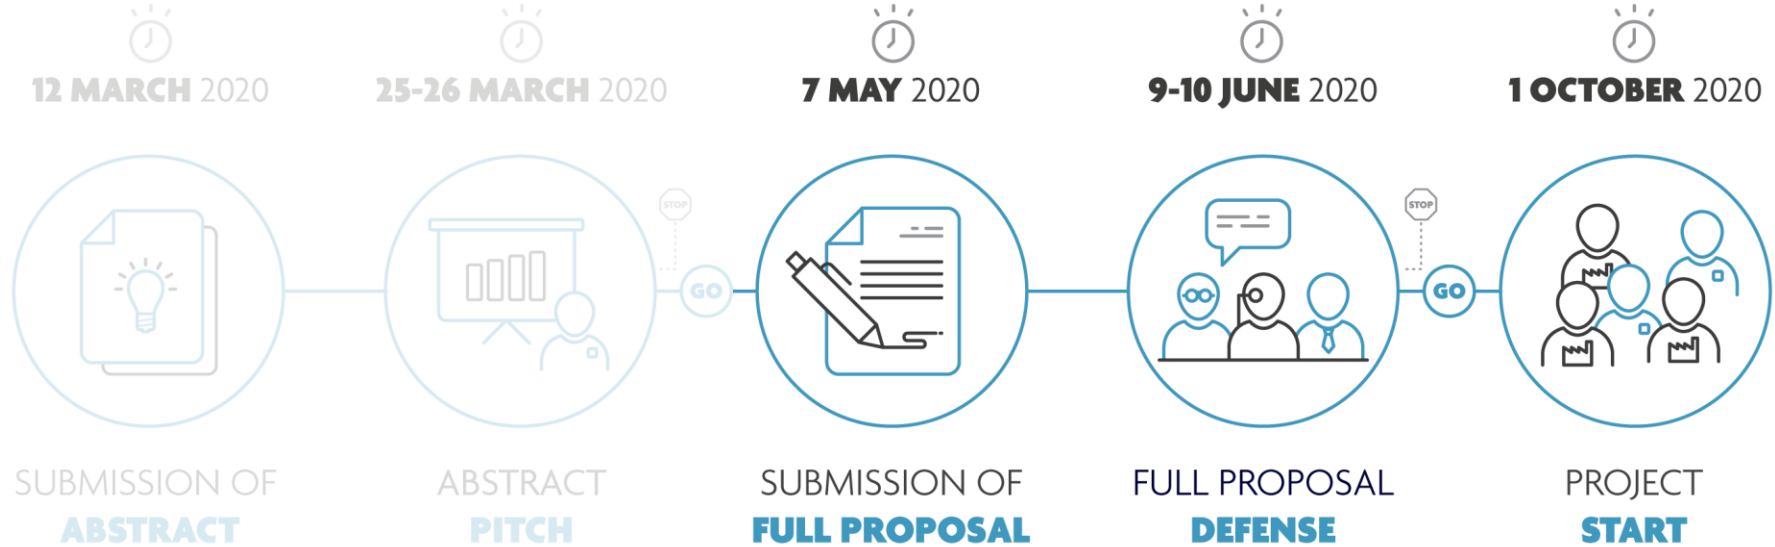 12 MARCH 2020
25-26 MARCH 2020
7 MAY 2020
9-10 JUNE 2020
1 OCTOBER 2020
STOP
GO
STOP
GO
SUBMISSION OF
ABSTRACT
ABSTRACT
PITCH
SUBMISSION OF
FULL PROPOSAL
FULL PROPOSAL
DEFENSE
PROJECT
START